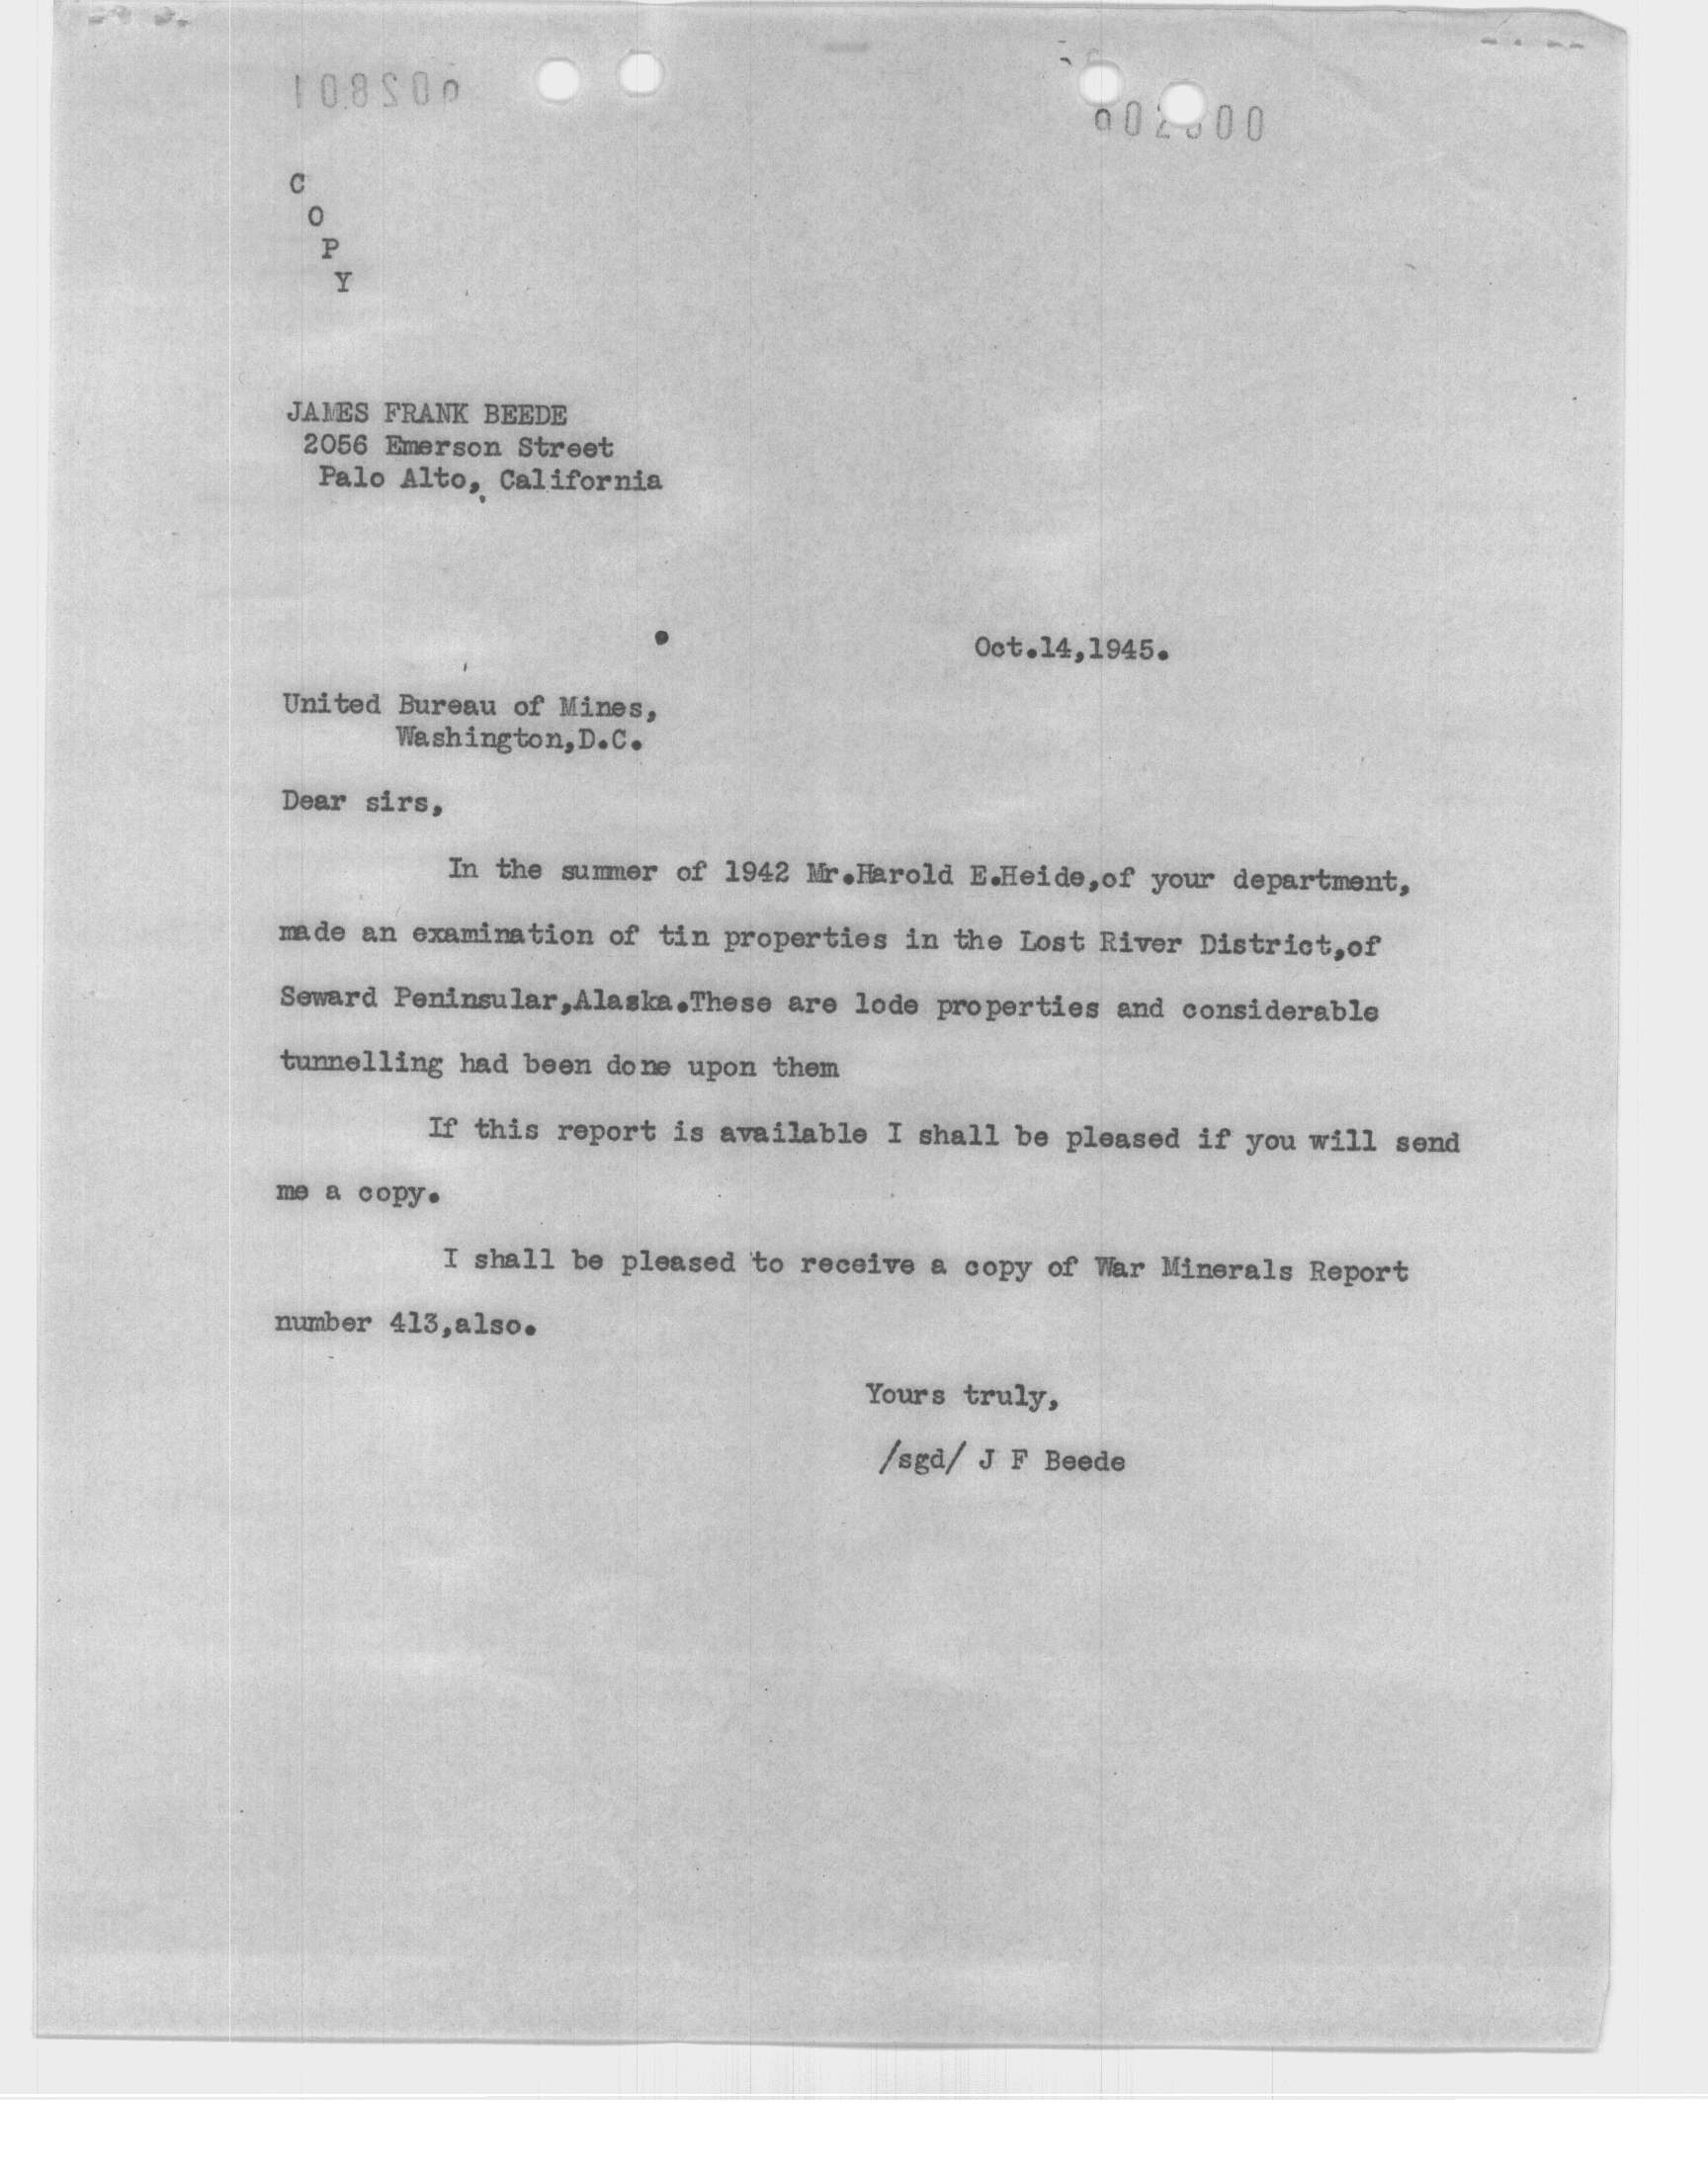 C
O
P
Y
JAMES FRANK BEEDE
2056 Emerson Street
Palo Alto, California
Oct.14,1945.
United Bureau of Mines,
Washington,D.C.
Dear sirs,
In the summer of 1942 Mr.Harold E.Heide,of your department,
made an examination of tin properties in the Lost River District,of
Seward Peninsular,Alaska.These are lode properties and considerable
tunnelling had been done upon them
If this report is available I shall be pleased if you will send
me a copy.
I shall be pleased to receive a copy of War Minerals Report
number 413,also.
Yours truly,
/sgd/ J F Beede